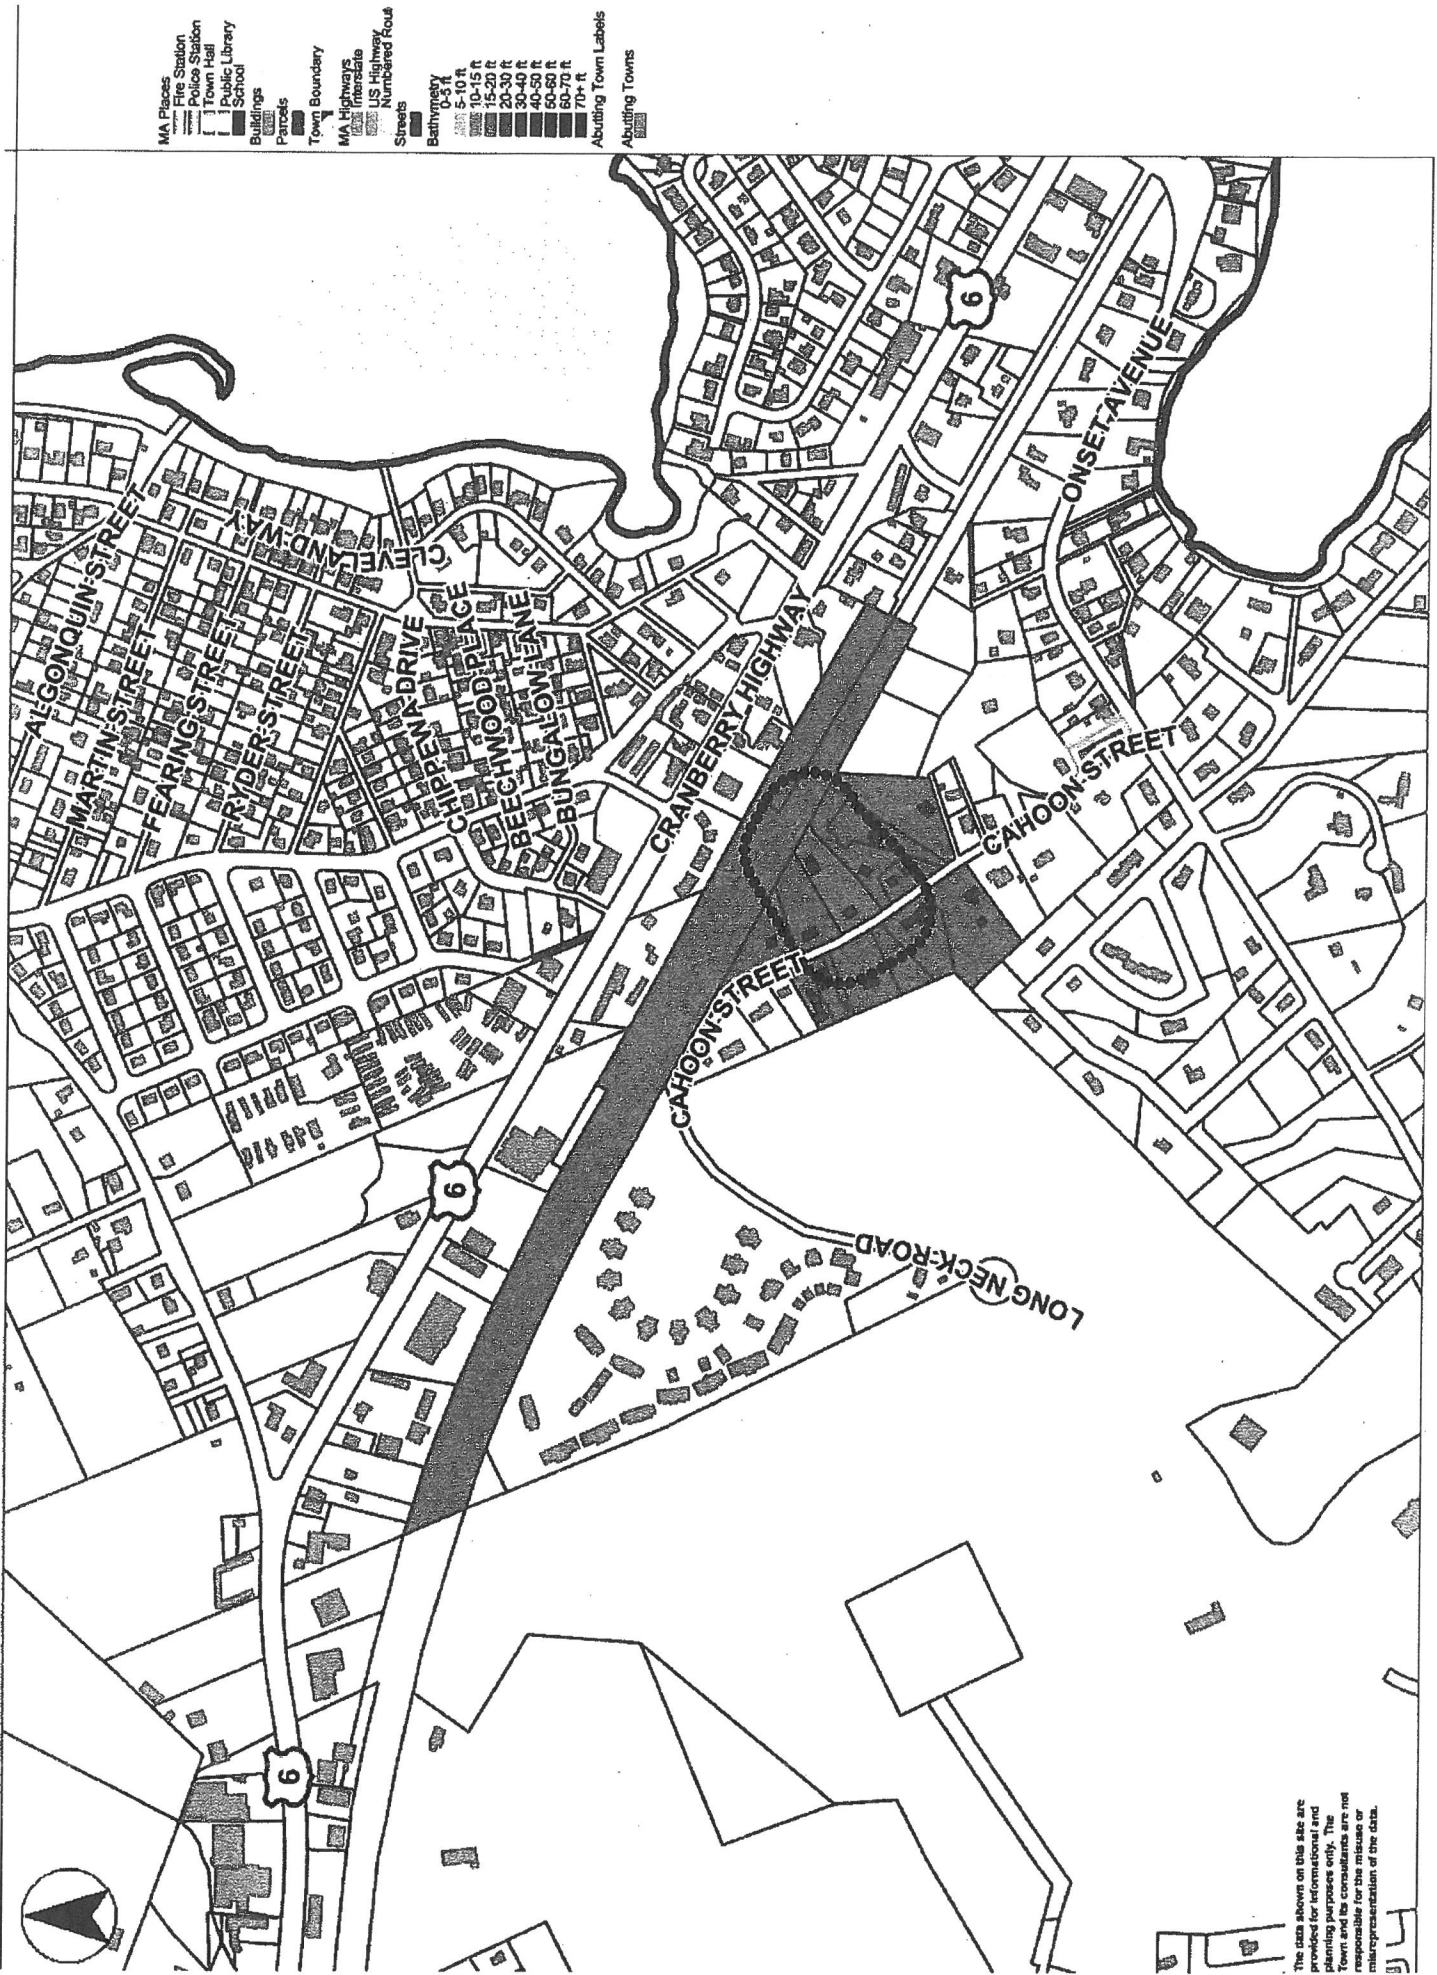 MA Places
Fire Station
Police Station
Town Hall
Public Library
School
Buildings
Parcels
Town Boundary
MA Highways
Interstate
US Highway
Numbered Rout
Streets
Bathymetry
0-5 ft
5-10 ft
10-15 ft
15-20 ft
20-30 ft
30-40 ft
40-50 ft
50-60 ft
60-70 ft
70+ ft
Abutting Town Labels
Abutting Towns
ALGONQUIN STREET
MARTIN STREET
FEARING STREET
RYDER STREET
CLEVELAND WAY
CHIPPEWA DRIVE
BEECHWOOD PLACE
BUNGALOW LANE
CRANBERRY HIGHWAY
6
6
6
ONSET AVENUE
CAHOON STREET
CAHOON STREET
CAHOON STREET
LONG NECK ROAD
The data shown on this site are
provided for informational and
planning purposes only. The
Town and its consultants are not
responsible for the misuse or
misrepresentation of the data.